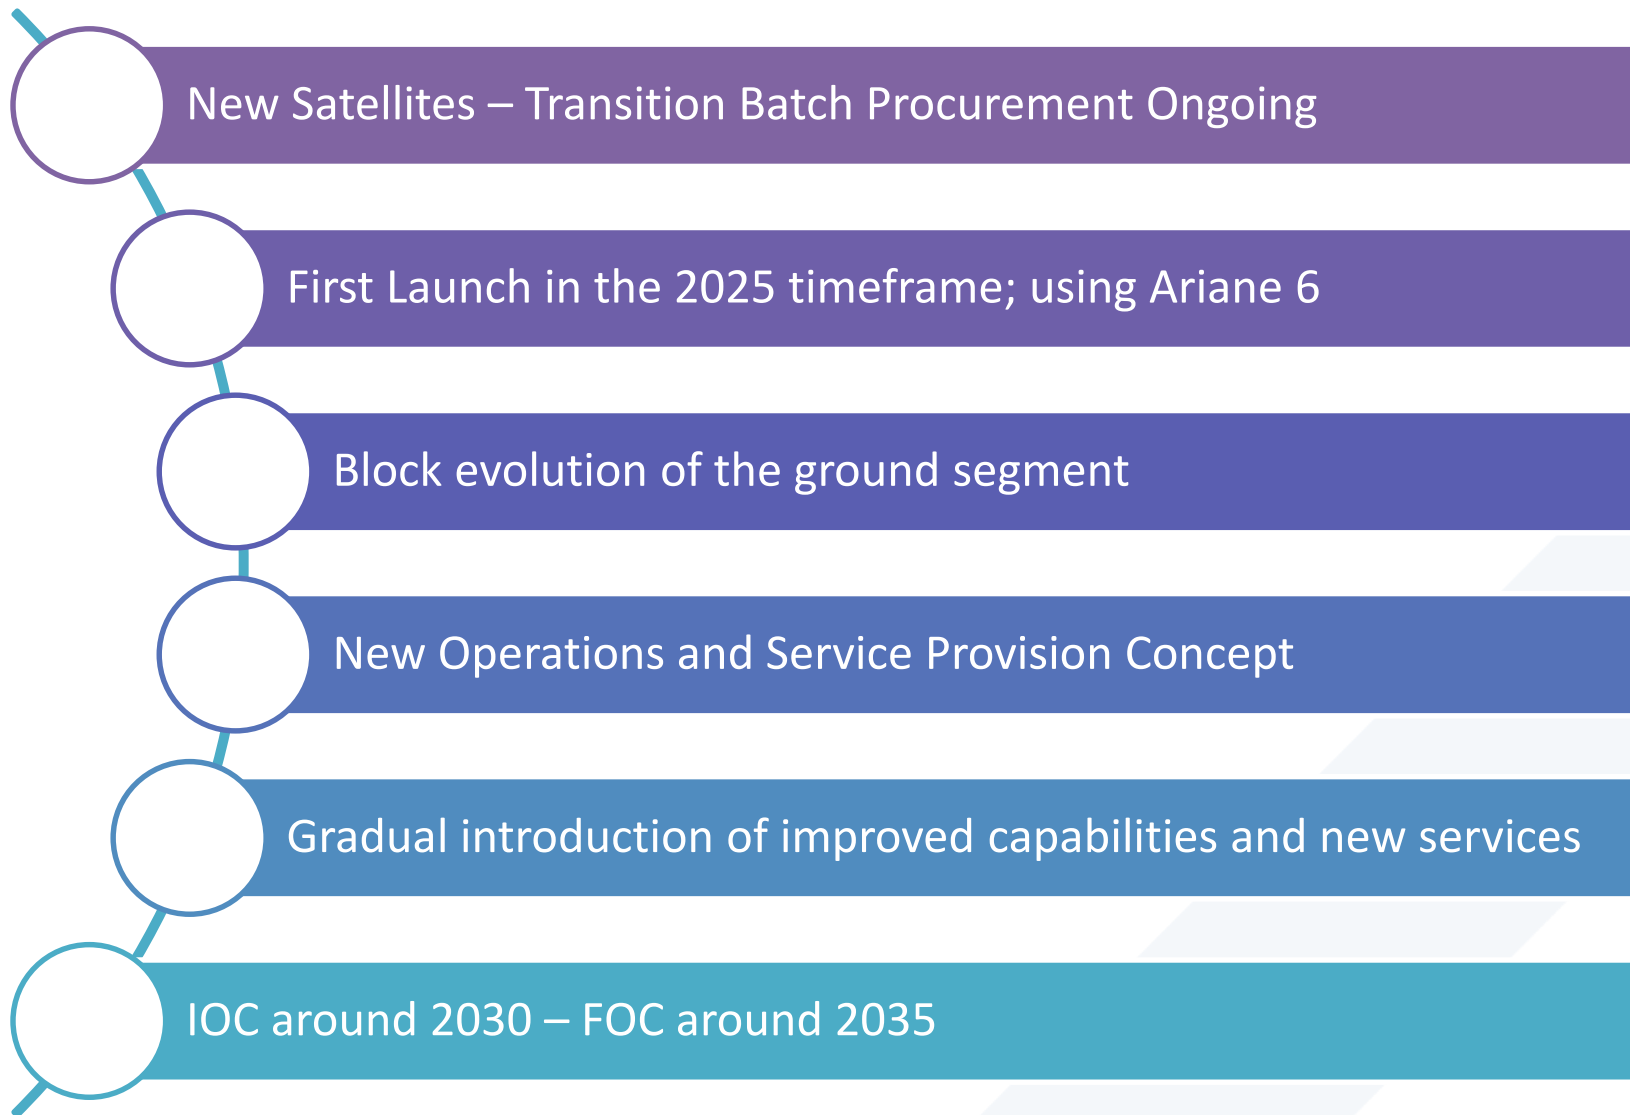 New Satellites – Transition Batch Procurement Ongoing
First Launch in the 2025 timeframe; using Ariane 6
Block evolution of the ground segment
New Operations and Service Provision Concept
Gradual introduction of improved capabilities and new services
IOC around 2030 – FOC around 2035